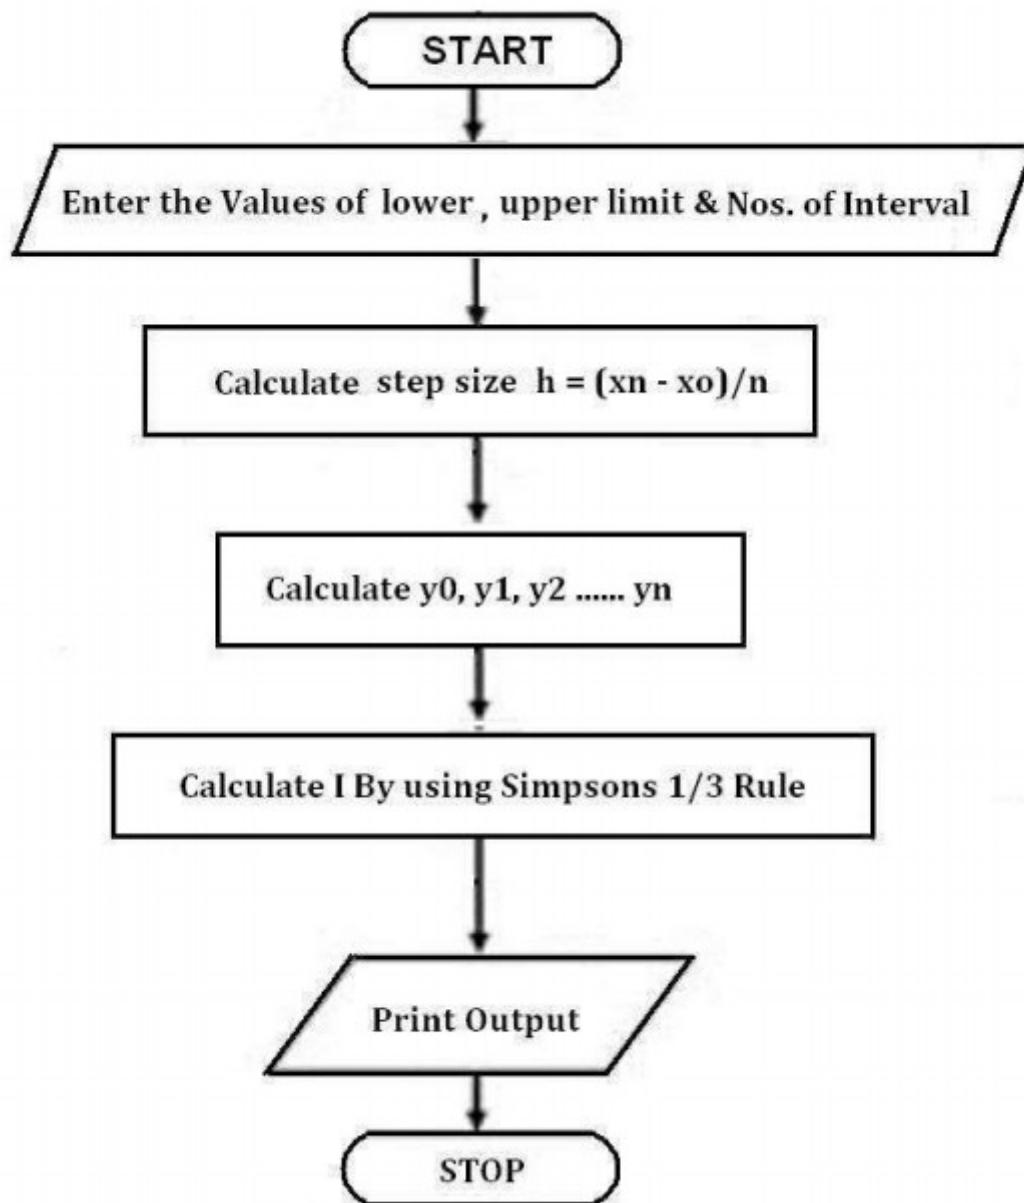 START
Enter the Values of lower , upper limit & Nos. of Interval
Calculate step size h = (xn - xo)/n
Calculate y0, y1, y2 ...... yn
Calculate I By using Simpsons 1/3 Rule
Print Output
STOP